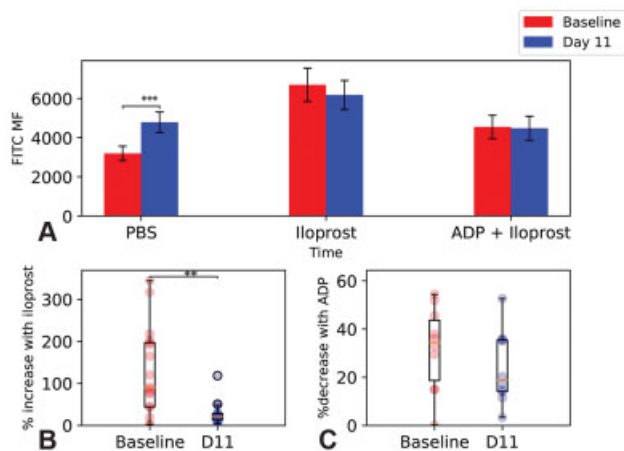 Baseline
Day 11
FITC MF
6000
4000
2000
0
***
PBS
Iloprost
ADP + Iloprost
Time
A
% increase with iloprost
300
200
100
0
**
Baseline
D11
B
%decrease with ADP
60
40
20
0
Baseline
D11
C